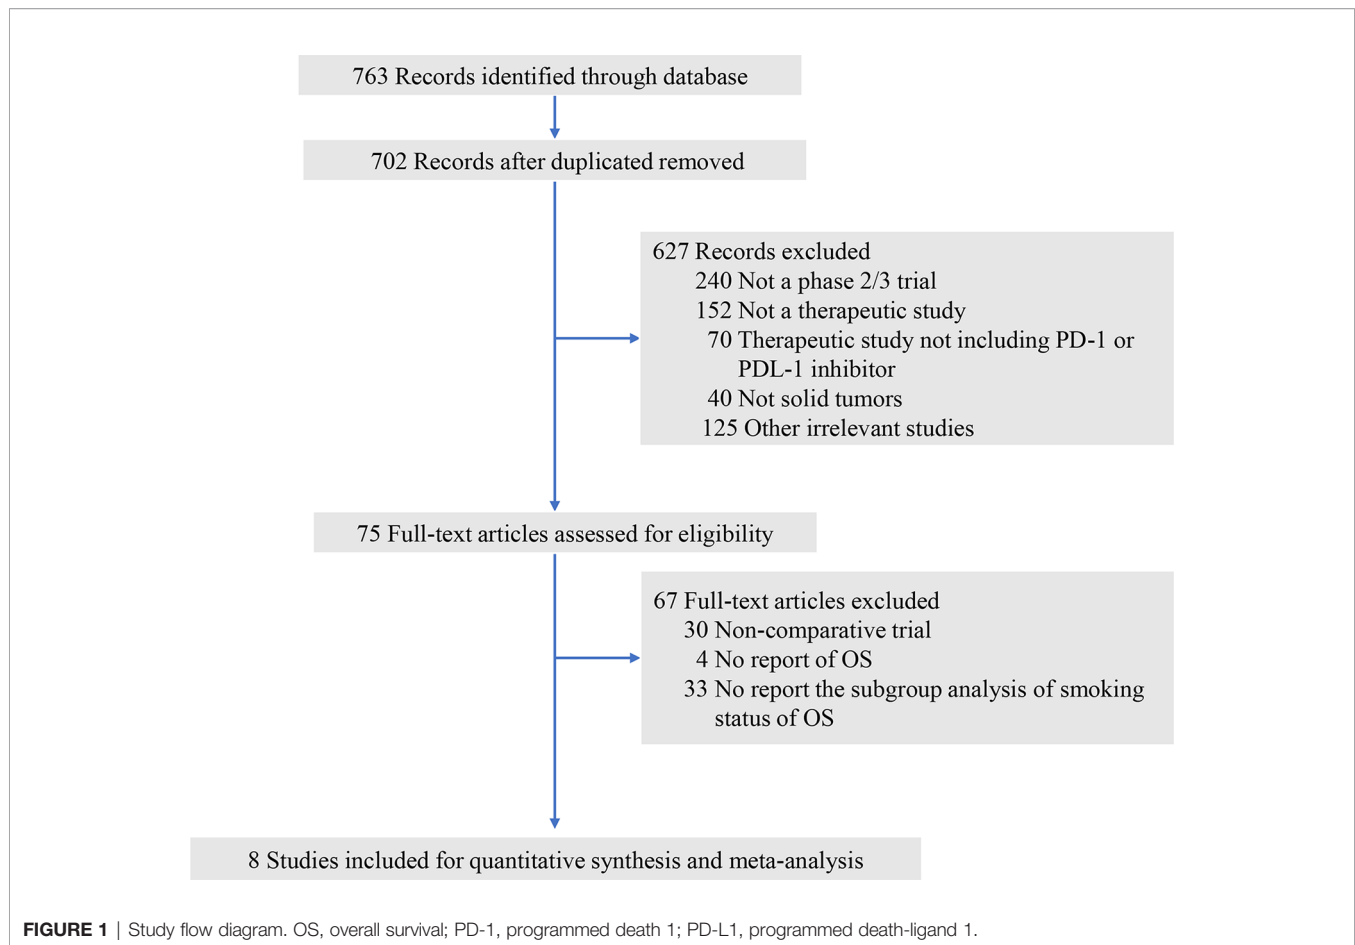 763 Records identified through database
702 Records after duplicated removed
627 Records excluded
240 Not a phase 2/3 trial
152 Not a therapeutic study
70 Therapeutic study not including PD-1 or
PDL-1 inhibitor
40 Not solid tumors
125 Other irrelevant studies
75 Full-text articles assessed for eligibility
67 Full-text articles excluded
30 Non-comparative trial
4 No report of OS
33 No report the subgroup analysis of smoking
status of OS
8 Studies included for quantitative synthesis and meta-analysis
FIGURE 1 | Study flow diagram. OS, overall survival; PD-1, programmed death 1; PD-L1, programmed death-ligand 1.